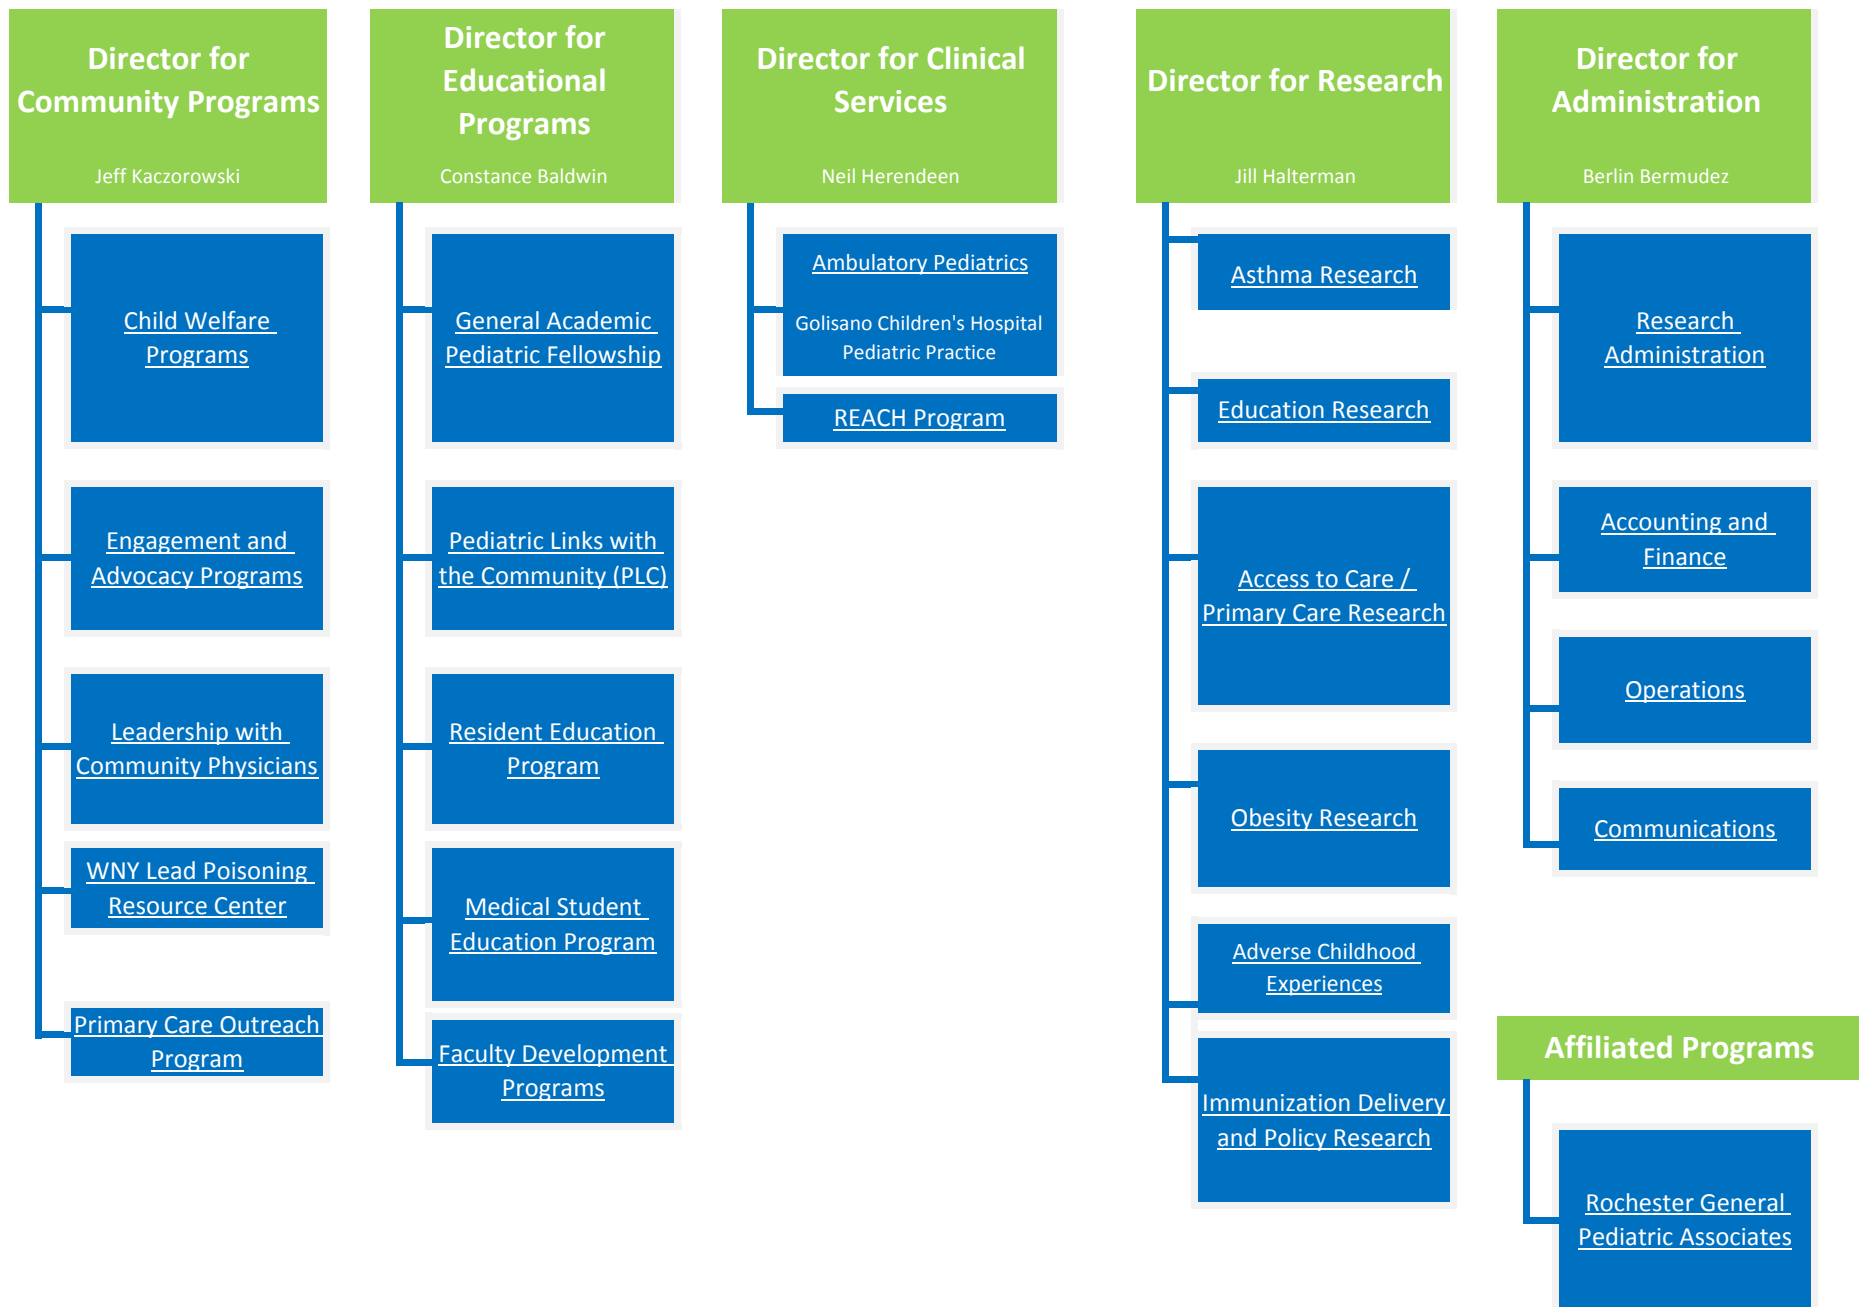 Director for
Community Programs
Jeff Kaczorowski
Child Welfare
Programs
Engagement and
Advocacy Programs
Leadership with
Community Physicians
WNY Lead Poisoning
Resource Center
Primary Care Outreach
Program
Director for
Educational
Programs
Constance Baldwin
General Academic
Pediatric Fellowship
Pediatric Links with
the Community (PLC)
Resident Education
Program
Medical Student
Education Program
Faculty Development
Programs
Director for Clinical
Services
Neil Herendeen
Ambulatory Pediatrics
Golisano Children's Hospital
Pediatric Practice
REACH Program
Director for Research
Jill Halterman
Asthma Research
Education Research
Access to Care /
Primary Care Research
Obesity Research
Adverse Childhood
Experiences
Immunization Delivery
and Policy Research
Director for
Administration
Berlin Bermudez
Research
Administration
Accounting and
Finance
Operations
Communications
Affiliated Programs
Rochester General
Pediatric Associates